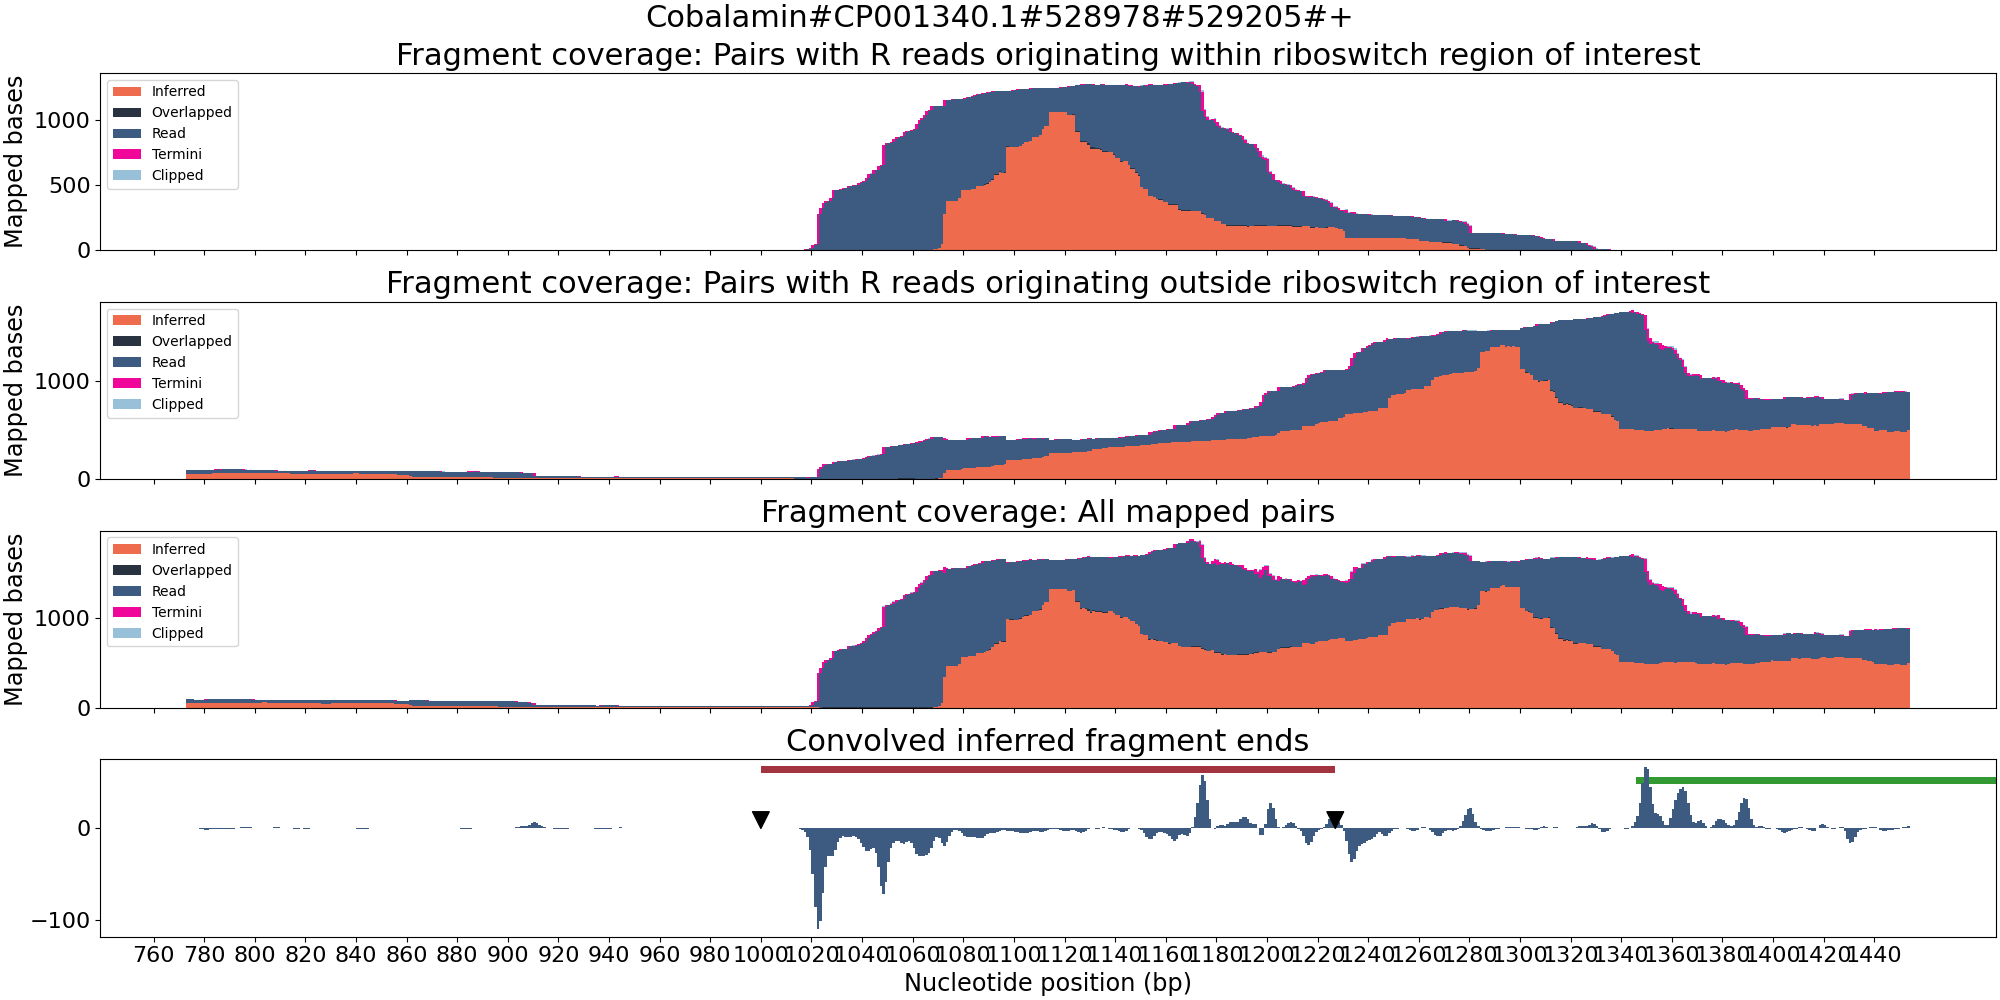 Cobalamin#CP001340.1#528978#529205#+
Fragment coverage: Pairs with R reads originating within riboswitch region of interest
Mapped bases
1000
500
0
Inferred
Overlapped
Read
Termini
Clipped
Fragment coverage: Pairs with R reads originating outside riboswitch region of interest
Mapped bases
1000
0
Inferred
Overlapped
Read
Termini
Clipped
Fragment coverage: All mapped pairs
Mapped bases
1000
0
Inferred
Overlapped
Read
Termini
Clipped
Convolved inferred fragment ends
0
−100
760 780 800 820 840 860 880 900 920 940 960 980 1000 1020 1040 1060 1080 1100 1120 1140 1160 1180 1200 1220 1240 1260 1280 1300 1320 1340 1360 1380 1400 1420 1440
Nucleotide position (bp)